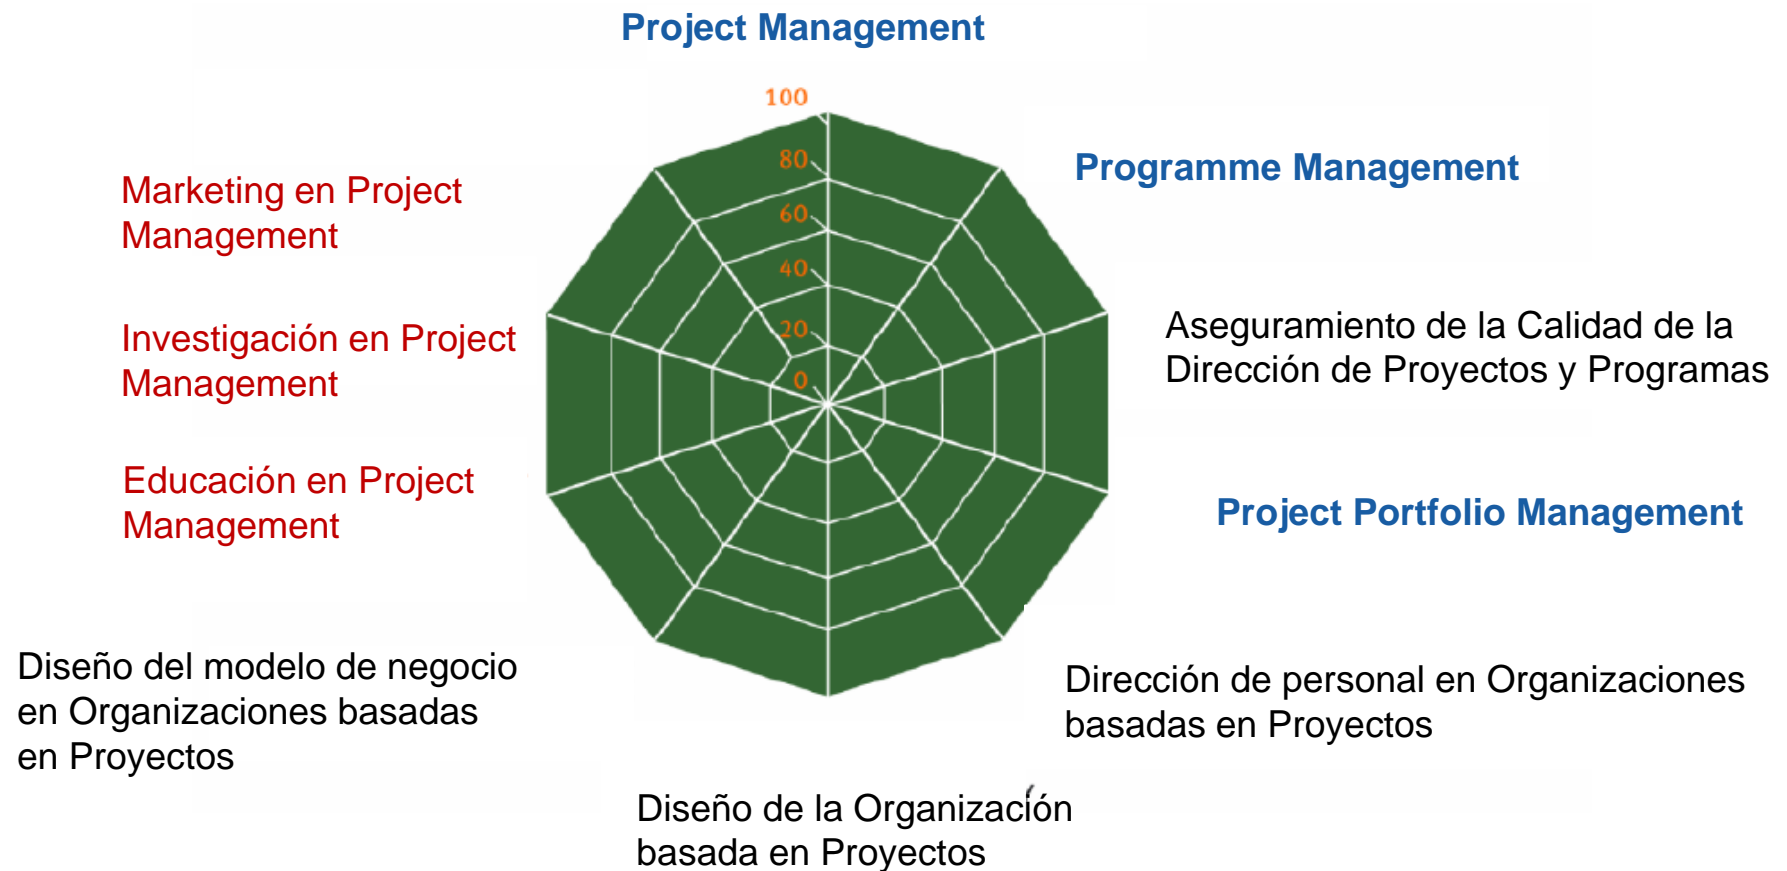 Project Management
100
80
60
40
20
0
Programme Management
Marketing en Project
Management
Aseguramiento de la Calidad de la
Dirección de Proyectos y Programas
Investigación en Project
Management
Educación en Project
Management
Project Portfolio Management
Diseño del modelo de negocio
en Organizaciones basadas
en Proyectos
Dirección de personal en Organizaciones
basadas en Proyectos
Diseño de la Organización
basada en Proyectos